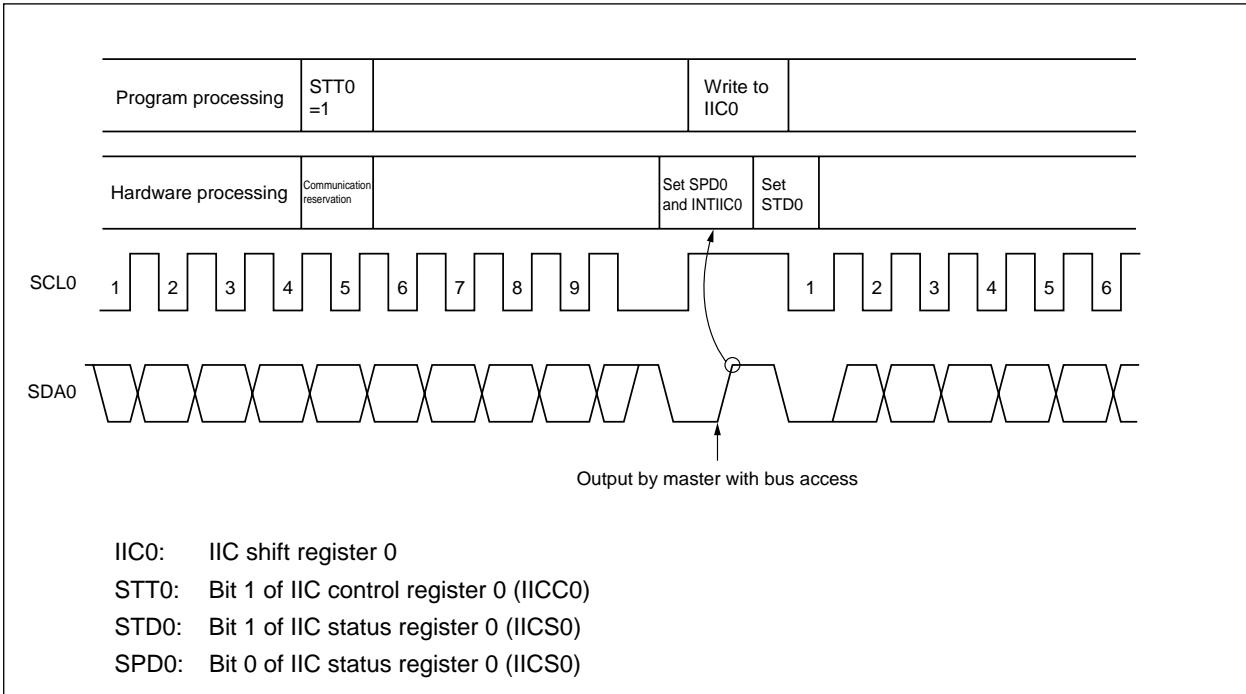 Program processing
STT0
=1
Write to
IIC0
Hardware processing
Communication
reservation
Set SPD0
and INTIIC0
Set
STD0
SCL0 1 2 3 4 5 6 7 8 9 1 2 3 4 5 6
SDA0
Output by master with bus access
IIC0: IIC shift register 0
STT0: Bit 1 of IIC control register 0 (IICC0)
STD0: Bit 1 of IIC status register 0 (IICS0)
SPD0: Bit 0 of IIC status register 0 (IICS0)